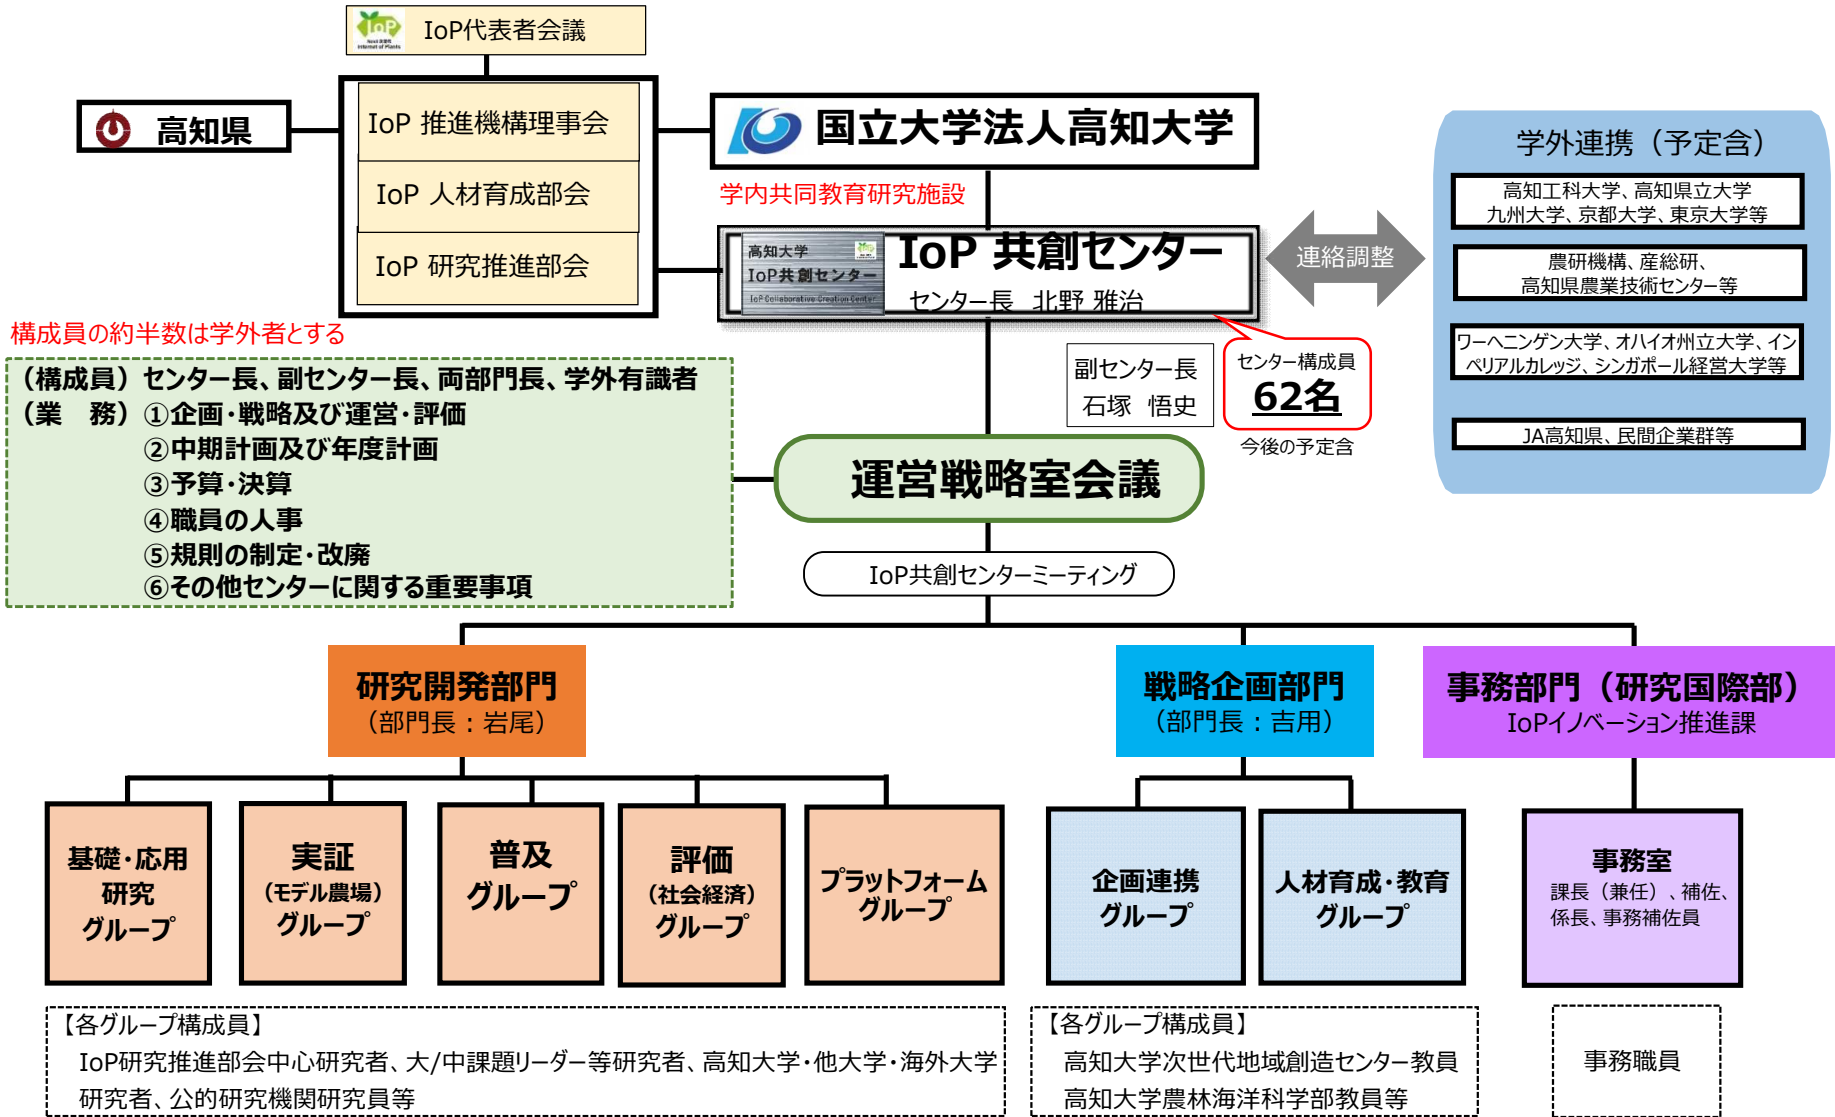 IoP
Next 次世代
Internet of Plants
IoP代表者会議
高知県
IoP 推進機構理事会
IoP 人材育成部会
IoP 研究推進部会
国立大学法人高知大学
学内共同教育研究施設
高知大学
IoP共創センター
IoP Collaborative Creation Center
IoP 共創センター
センター長 北野 雅治
連絡調整
学外連携（予定含）
高知工科大学、高知県立大学
九州大学、京都大学、東京大学等
農研機構、産総研、
高知県農業技術センター等
ワーヘニンゲン大学、オハイオ州立大学、イン
ペリアルカレッジ、シンガポール経営大学等
JA高知県、民間企業群等
構成員の約半数は学外者とする
（構成員）センター長、副センター長、両部門長、学外有識者
（業　務）①企画・戦略及び運営・評価
②中期計画及び年度計画
③予算・決算
④職員の人事
⑤規則の制定・改廃
⑥その他センターに関する重要事項
副センター長
石塚 悟史
センター構成員
62名
今後の予定含
運営戦略室会議
IoP共創センターミーティング
研究開発部門
（部門長：岩尾）
戦略企画部門
（部門長：吉用）
事務部門（研究国際部）
IoPイノベーション推進課
基礎・応用
研究
グループ
実証
（モデル農場）
グループ
普及
グループ
評価
（社会経済）
グループ
プラットフォーム
グループ
企画連携
グループ
人材育成・教育
グループ
事務室
課長（兼任）、補佐、
係長、事務補佐員
【各グループ構成員】
IoP研究推進部会中心研究者、大/中課題リーダー等研究者、高知大学・他大学・海外大学
研究者、公的研究機関研究員等
【各グループ構成員】
高知大学次世代地域創造センター教員
高知大学農林海洋科学部教員等
事務職員